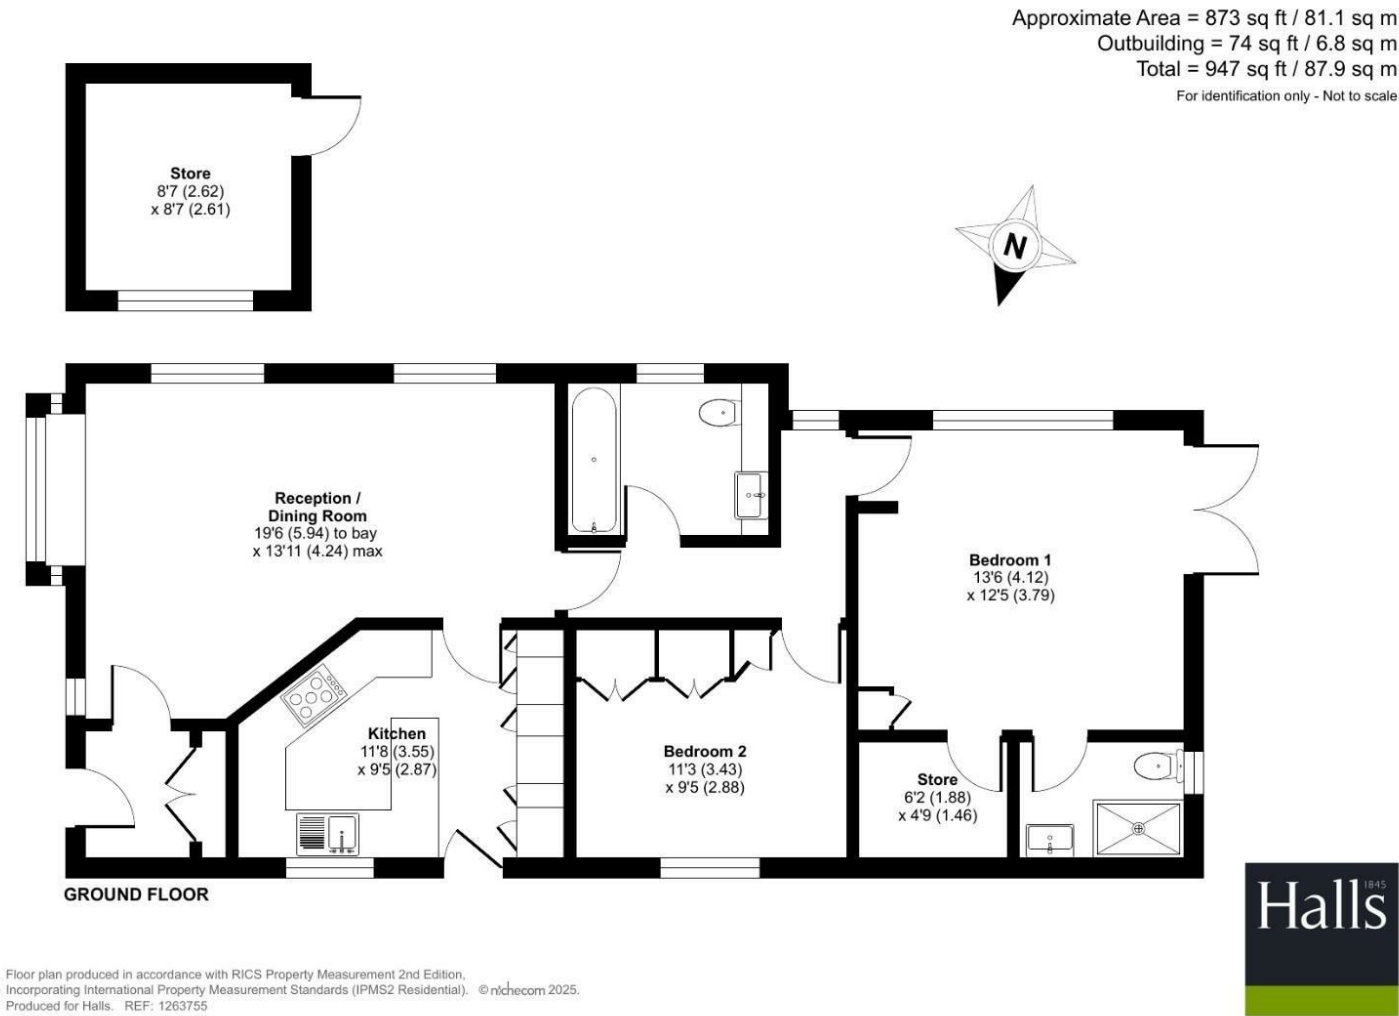 Approximate Area = 873 sq ft / 81.1 sq m
Outbuilding = 74 sq ft / 6.8 sq m
Total = 947 sq ft / 87.9 sq m
For identification only - Not to scale
Store
8'7 (2.62)
x 8'7 (2.61)
N
Reception /
Dining Room
19'6 (5.94) to bay
x 13'11 (4.24) max
Bedroom 1
13'6 (4.12)
x 12'5 (3.79)
Kitchen
11'8 (3.55)
x 9'5 (2.87)
Bedroom 2
11'3 (3.43)
x 9'5 (2.88)
Store
6'2 (1.88)
x 4'9 (1.46)
GROUND FLOOR
Halls
1845
Floor plan produced in accordance with RICS Property Measurement 2nd Edition,
Incorporating International Property Measurement Standards (IPMS2 Residential). © nichecom 2025.
Produced for Halls. REF: 1263755